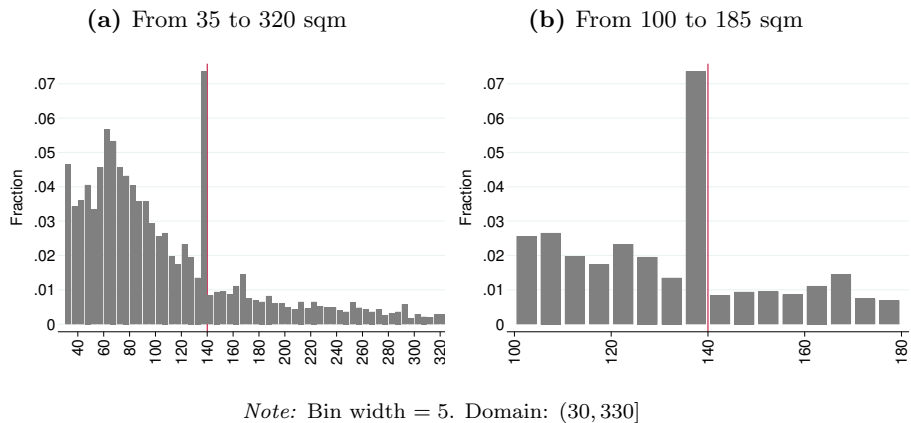 (a) From 35 to 320 sqm
.07
.06
.05
.04
.03
.02
.01
0
Fraction
40 60 80 100 120 140 160 180 200 220 240 260 280 300 320
(b) From 100 to 185 sqm
.07
.06
.05
.04
.03
.02
.01
0
Fraction
100 120 140 160 180
Note: Bin width = 5. Domain: (30, 330]